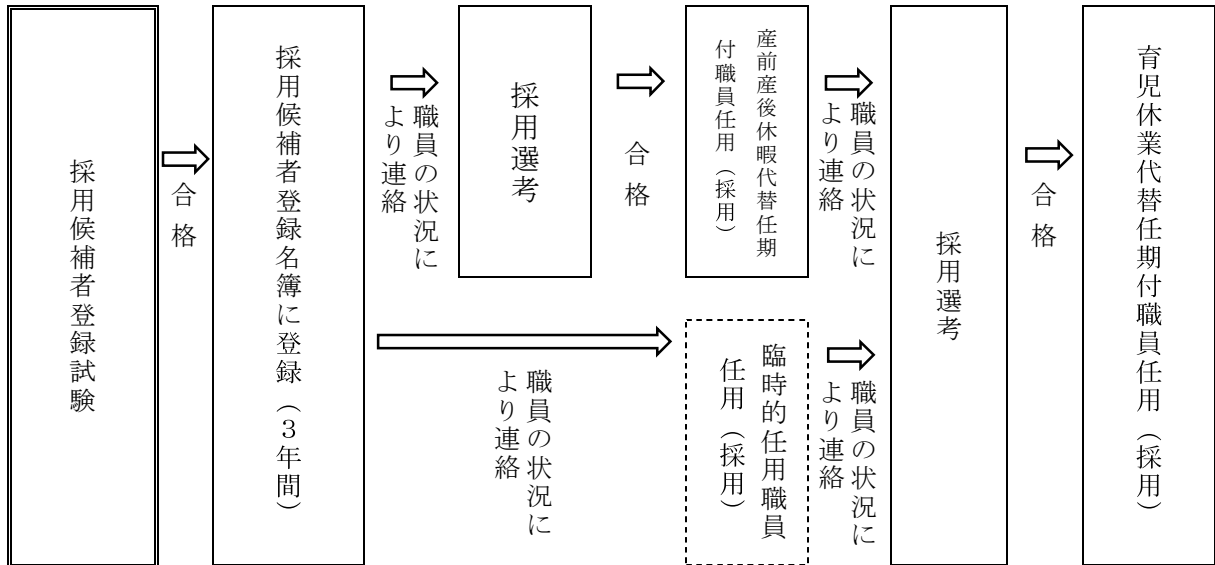 採用候補者登録試験
合格
採用候補者登録名簿に登録（３年間）
職員の状況に
より連絡
採用選考
合格
産前産後休暇代替任期
付職員任用（採用）
職員の状況に
より連絡
職員の状況に
より連絡
臨時的任用職員
任用（採用）
職員の状況に
より連絡
採用選考
合格
育児休業代替任期付職員任用（採用）